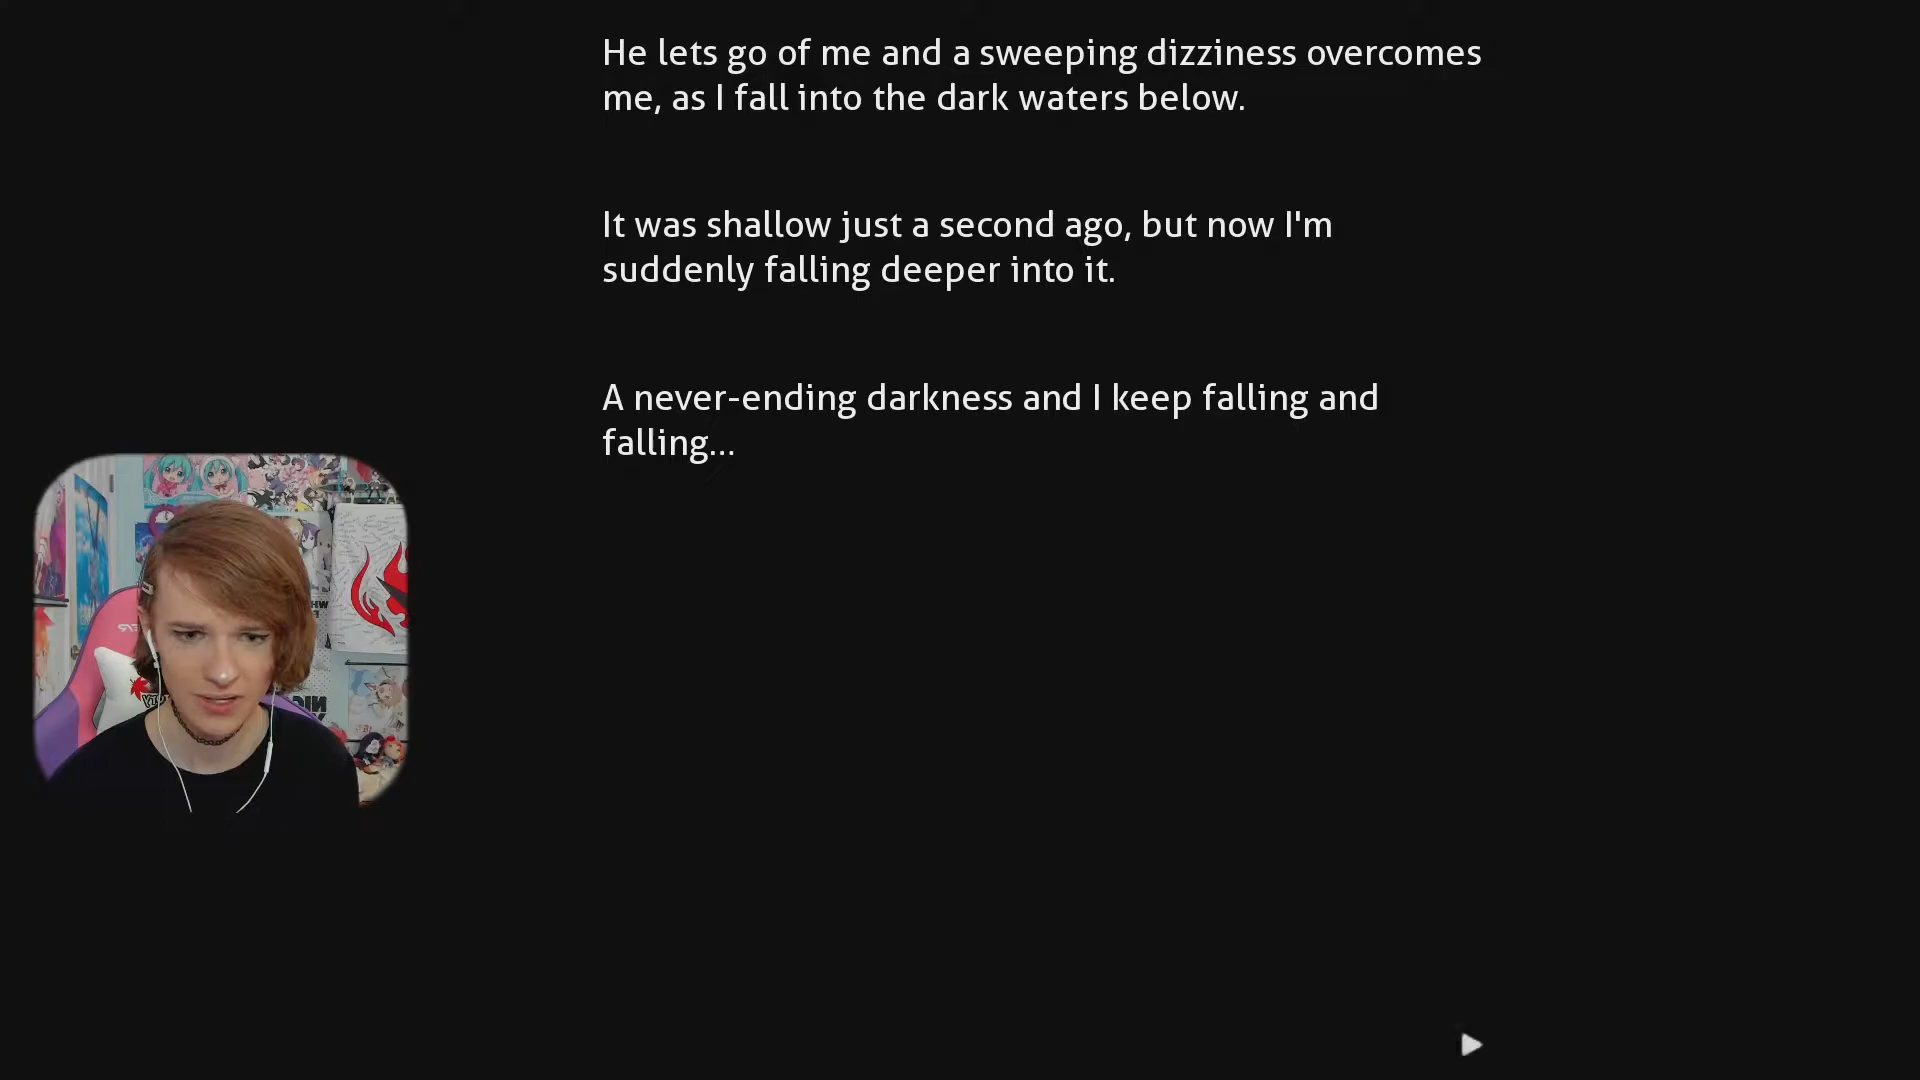 He lets go of me and a sweeping dizziness overcomes
me, as I fall into the dark waters below.
It was shallow just a second ago, but now I'm
suddenly falling deeper into it.
A never-ending darkness and I keep falling and
falling...